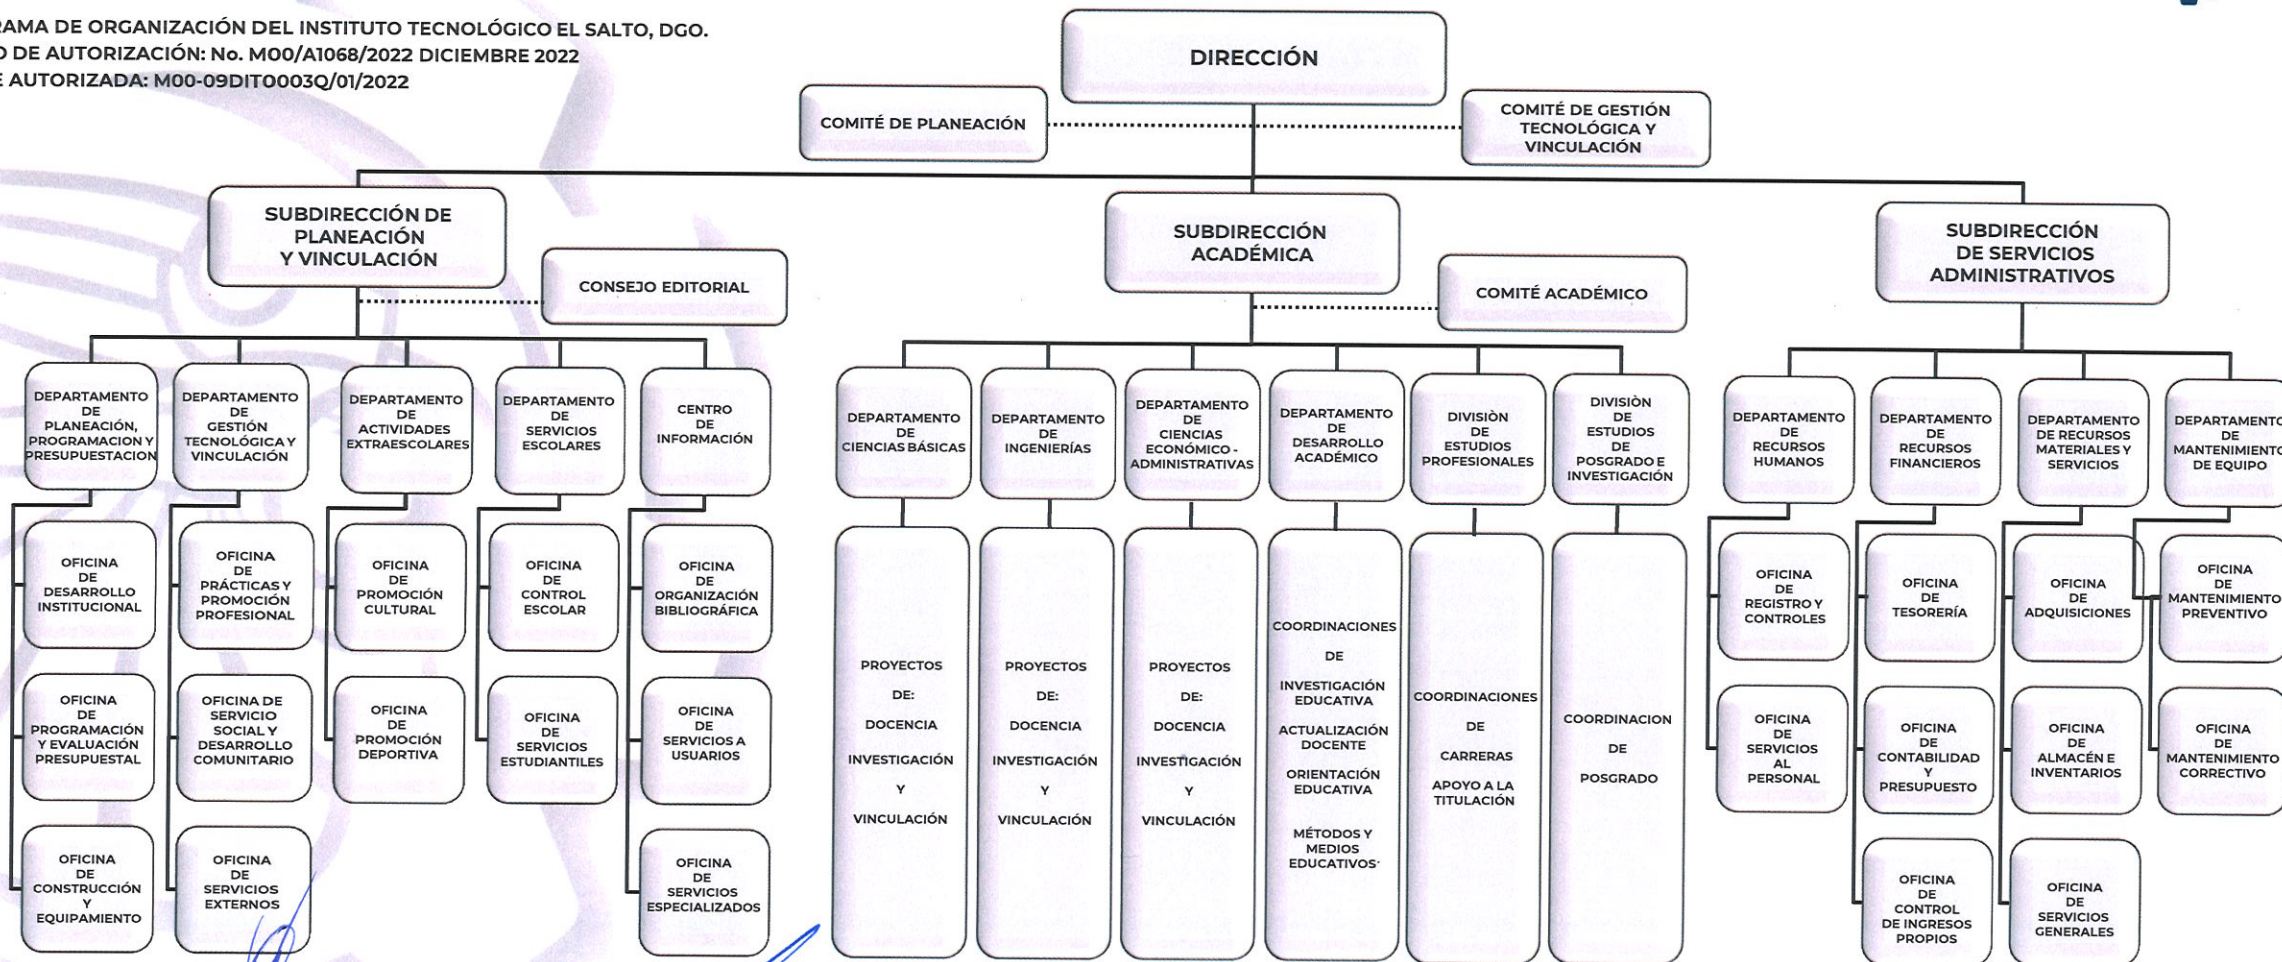 RAMA DE ORGANIZACIÓN DEL INSTITUTO TECNOLÓGICO EL SALTO, DGO.
O DE AUTORIZACIÓN: No. M00/A1068/2022 DICIEMBRE 2022
E AUTORIZADA: M00-09DITO003Q/01/2022
DIRECCIÓN
COMITÉ DE PLANEACIÓN
COMITÉ DE GESTIÓN
TECNOLÓGICA Y
VINCULACIÓN
SUBDIRECCIÓN DE
PLANEACIÓN
Y VINCULACIÓN
CONSEJO EDITORIAL
SUBDIRECCIÓN
ACADÉMICA
COMITÉ ACADÉMICO
SUBDIRECCIÓN
DE SERVICIOS
ADMINISTRATIVOS
DEPARTAMENTO
DE
PLANEACIÓN,
PROGRAMACION Y
PRESUPUESTACION
DEPARTAMENTO
DE
GESTIÓN
TECNOLÓGICA Y
VINCULACIÓN
DEPARTAMENTO
DE
ACTIVIDADES
EXTRAESCOLARES
DEPARTAMENTO
DE
SERVICIOS
ESCOLARES
CENTRO
DE
INFORMACIÓN
DEPARTAMENTO
DE
CIENCIAS BÁSICAS
DEPARTAMENTO
DE
INGENIERÍAS
DEPARTAMENTO
DE
CIENCIAS
ECONÓMICO -
ADMINISTRATIVAS
DEPARTAMENTO
DE
DESARROLLO
ACADÉMICO
DIVISIÒN
DE
ESTUDIOS
PROFESIONALES
DIVISIÒN
DE
ESTUDIOS
DE
POSGRADO E
INVESTIGACIÓN
DEPARTAMENTO
DE
RECURSOS
HUMANOS
DEPARTAMENTO
DE
RECURSOS
FINANCIEROS
DEPARTAMENTO
DE RECURSOS
MATERIALES Y
SERVICIOS
DEPARTAMENTO
DE
MANTENIMIENTO
DE EQUIPO
OFICINA
DE
DESARROLLO
INSTITUCIONAL
OFICINA
DE
PRÁCTICAS Y
PROMOCIÓN
PROFESIONAL
OFICINA
DE
PROMOCIÓN
CULTURAL
OFICINA
DE
CONTROL
ESCOLAR
OFICINA
DE
ORGANIZACIÓN
BIBLIOGRÁFICA
OFICINA
DE
PROGRAMACIÓN
Y EVALUACIÓN
PRESUPUESTAL
OFICINA DE
SERVICIO
SOCIAL Y
DESARROLLO
COMUNITARIO
OFICINA
DE
PROMOCIÓN
DEPORTIVA
OFICINA
DE
SERVICIOS
ESTUDIANTILES
OFICINA
DE
SERVICIOS A
USUARIOS
OFICINA
DE
CONSTRUCCIÓN
Y
EQUIPAMIENTO
OFICINA
DE
SERVICIOS
EXTERNOS
OFICINA
DE
SERVICIOS
ESPECIALIZADOS
PROYECTOS
DE:
DOCENCIA
INVESTIGACIÓN
Y
VINCULACIÓN
PROYECTOS
DE:
DOCENCIA
INVESTIGACIÓN
Y
VINCULACIÓN
PROYECTOS
DE:
DOCENCIA
INVESTIGACIÓN
Y
VINCULACIÓN
COORDINACIONES
DE
INVESTIGACIÓN
EDUCATIVA
ACTUALIZACIÓN
DOCENTE
ORIENTACIÓN
EDUCATIVA
MÉTODOS Y
MEDIOS
EDUCATIVOS
COORDINACIONES
DE
CARRERAS
APOYO A LA
TITULACIÓN
COORDINACION
DE
POSGRADO
OFICINA
DE
REGISTRO Y
CONTROLES
OFICINA
DE
TESORERÍA
OFICINA
DE
ADQUISICIONES
OFICINA
DE
MANTENIMIENTO
PREVENTIVO
OFICINA
DE
SERVICIOS
AL
PERSONAL
OFICINA
DE
CONTABILIDAD
Y
PRESUPUESTO
OFICINA
DE
ALMACÉN E
INVENTARIOS
OFICINA
DE
MANTENIMIENTO
CORRECTIVO
OFICINA
DE
CONTROL
DE INGRESOS
PROPIOS
OFICINA
DE
SERVICIOS
GENERALES